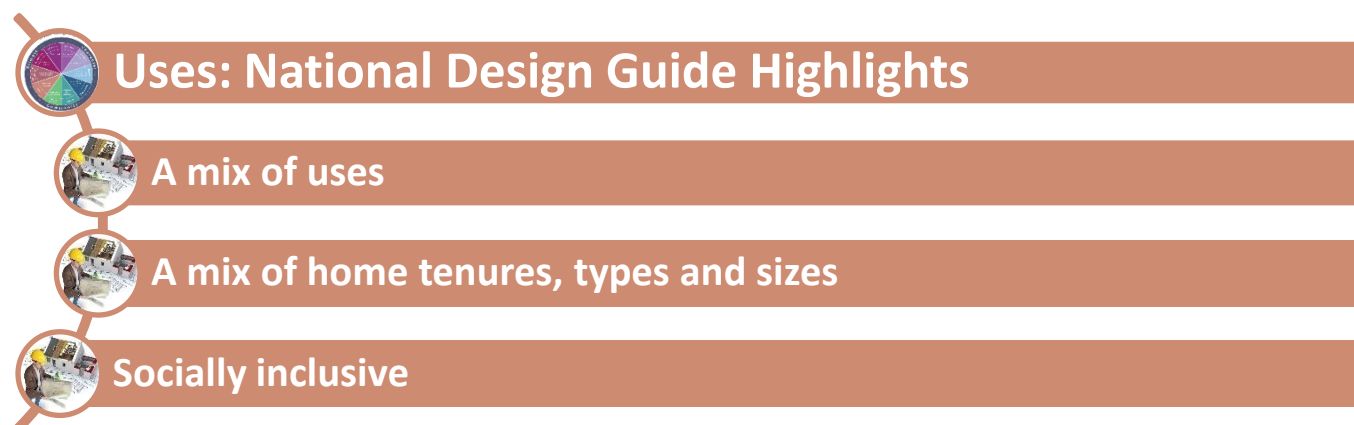 Uses: National Design Guide Highlights
A mix of uses
A mix of home tenures, types and sizes
Socially inclusive